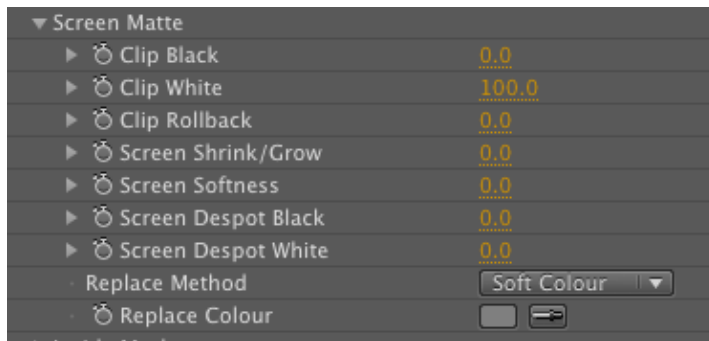 Screen Matte
Clip Black 0.0
Clip White 100.0
Clip Rollback 0.0
Screen Shrink/Grow 0.0
Screen Softness 0.0
Screen Despot Black 0.0
Screen Despot White 0.0
Replace Method Soft Colour
Replace Colour